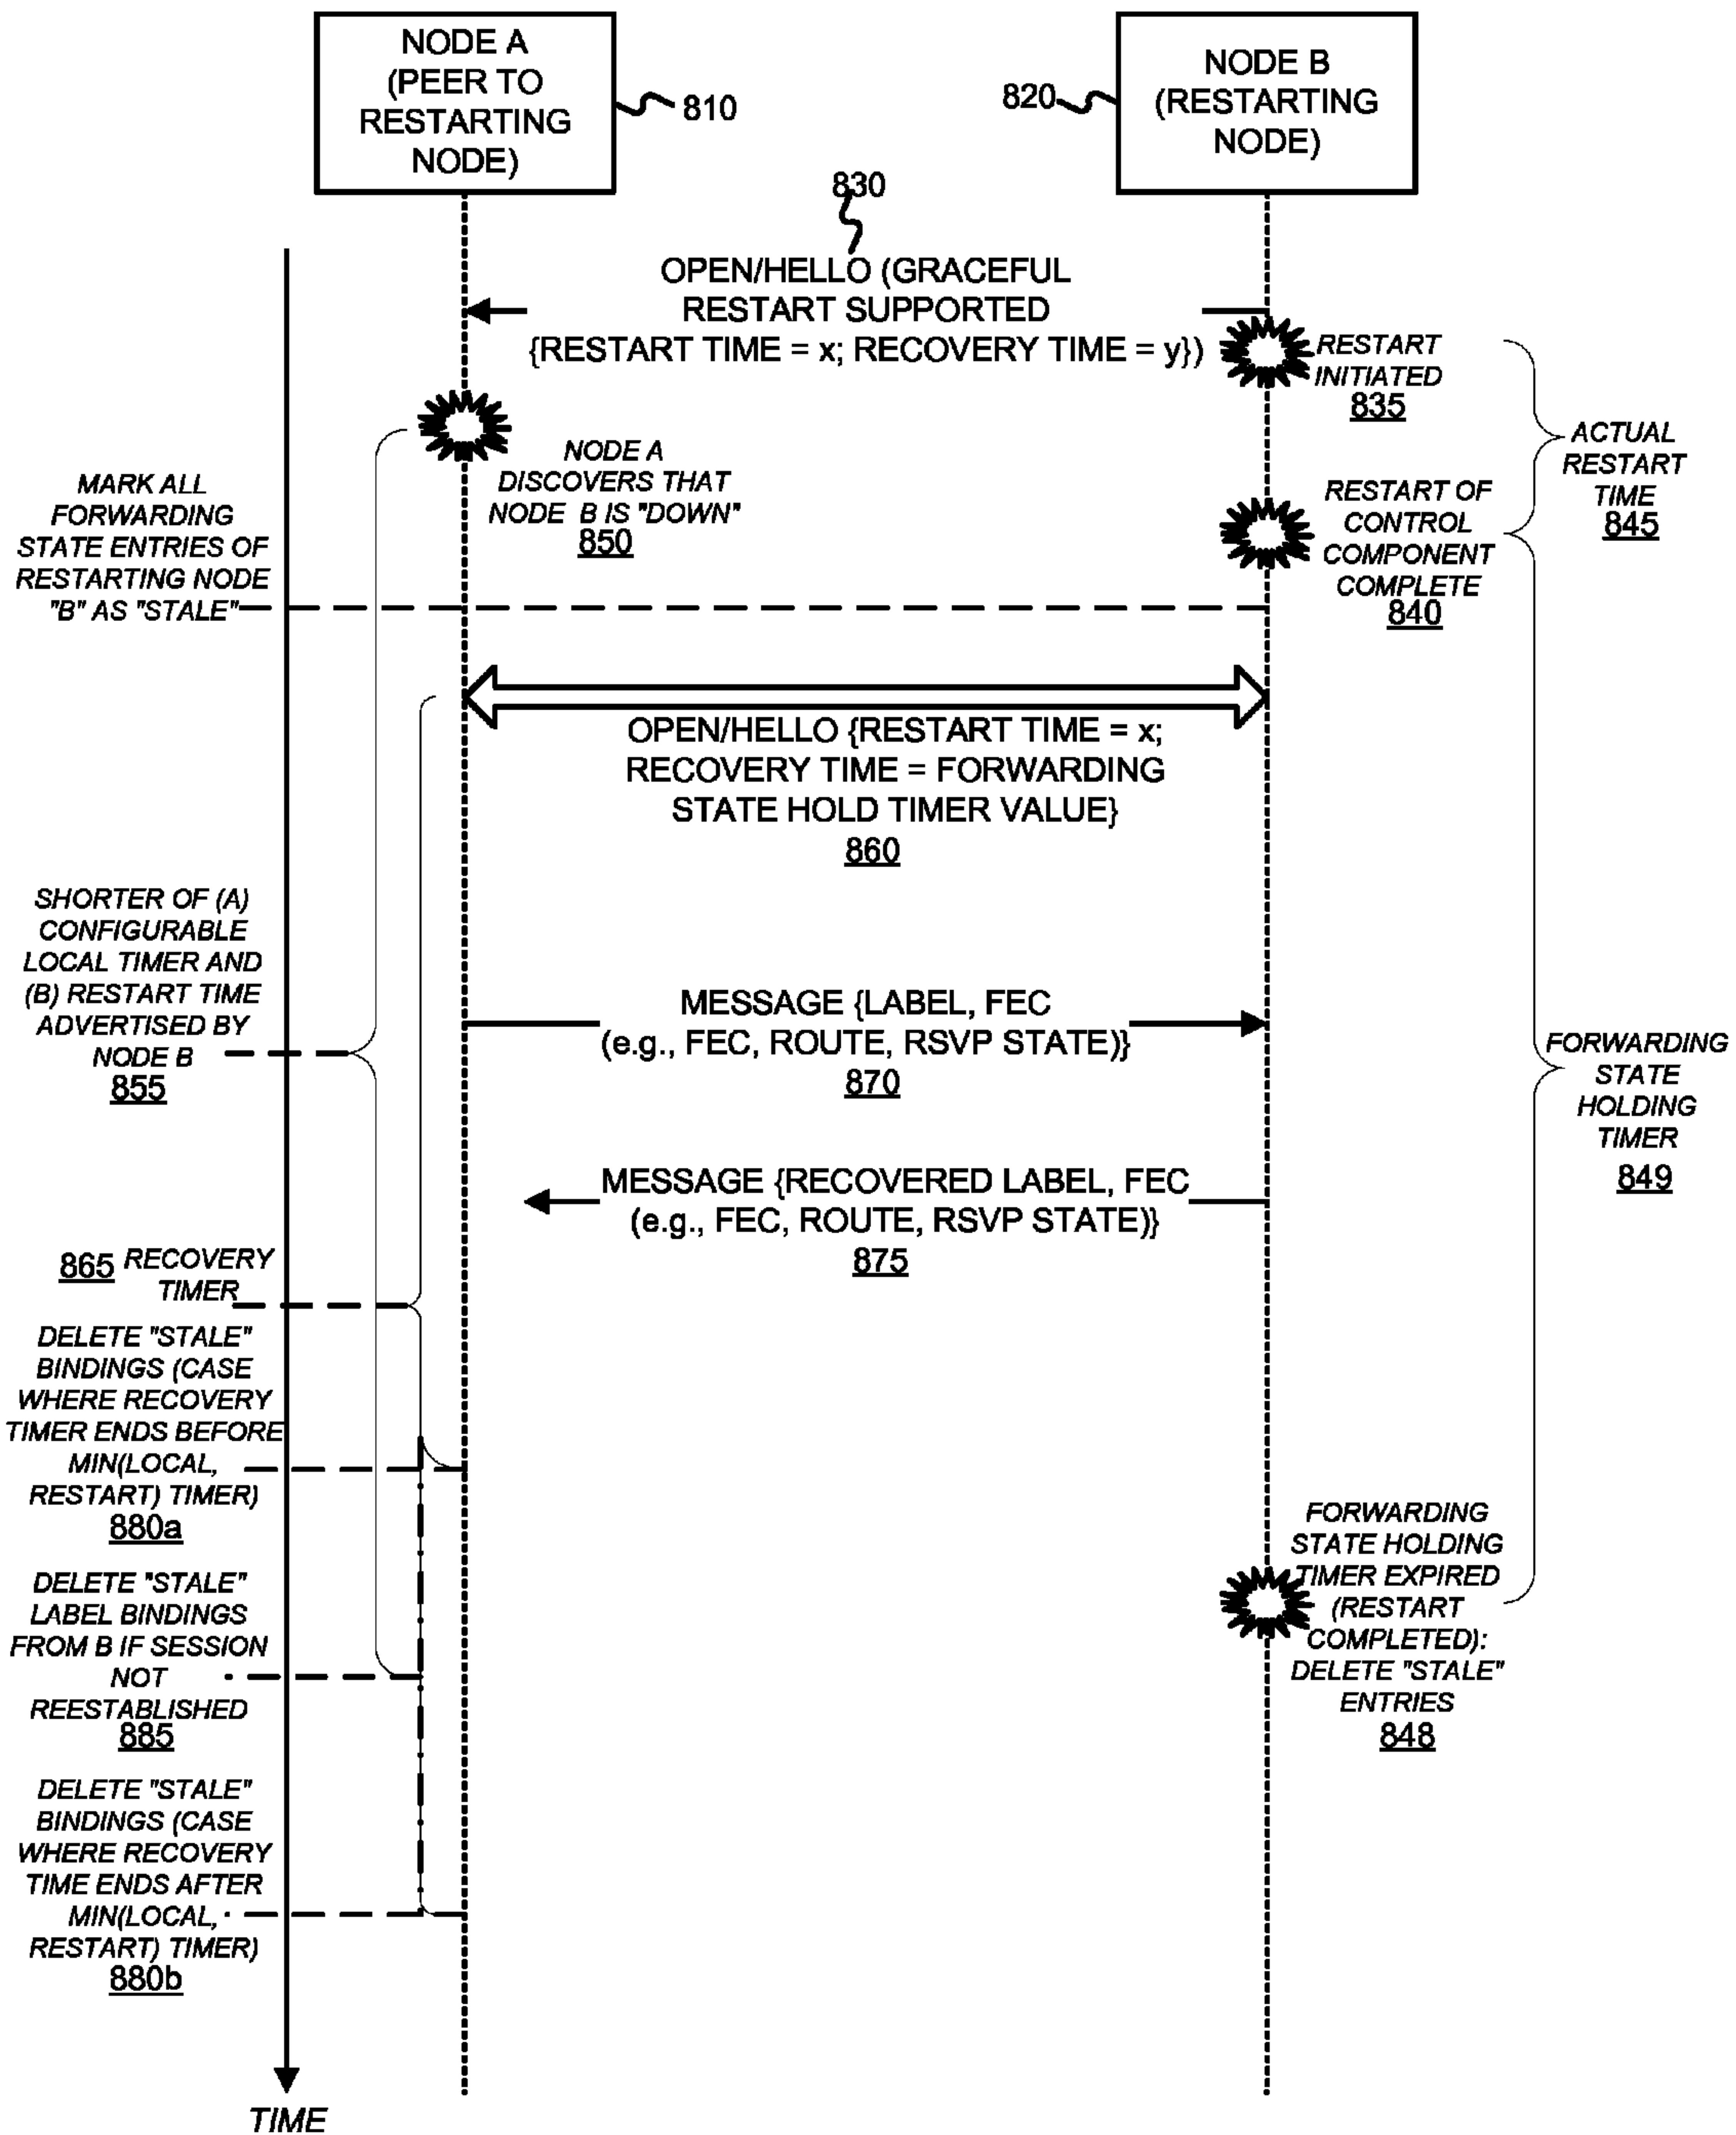 NODE A
(PEER TO
RESTARTING
NODE)
810
820
NODE B
(RESTARTING
NODE)
830
OPEN/HELLO (GRACEFUL
RESTART SUPPORTED
{RESTART TIME = x; RECOVERY TIME = y})
RESTART
INITIATED
835
ACTUAL
RESTART
TIME
845
NODE A
DISCOVERS THAT
NODE B IS "DOWN"
850
MARK ALL
FORWARDING
STATE ENTRIES OF
RESTARTING NODE
"B" AS "STALE"
RESTART OF
CONTROL
COMPONENT
COMPLETE
840
OPEN/HELLO {RESTART TIME = x;
RECOVERY TIME = FORWARDING
STATE HOLD TIMER VALUE}
860
SHORTER OF (A)
CONFIGURABLE
LOCAL TIMER AND
(B) RESTART TIME
ADVERTISED BY
NODE B
855
MESSAGE {LABEL, FEC
(e.g., FEC, ROUTE, RSVP STATE)}
870
FORWARDING
STATE
HOLDING
TIMER
849
MESSAGE {RECOVERED LABEL, FEC
(e.g., FEC, ROUTE, RSVP STATE)}
875
865 RECOVERY
TIMER
DELETE "STALE"
BINDINGS (CASE
WHERE RECOVERY
TIMER ENDS BEFORE
MIN(LOCAL,
RESTART) TIMER)
880a
FORWARDING
STATE HOLDING
TIMER EXPIRED
(RESTART
COMPLETED):
DELETE "STALE"
ENTRIES
848
DELETE "STALE"
LABEL BINDINGS
FROM B IF SESSION
NOT
REESTABLISHED
885
DELETE "STALE"
BINDINGS (CASE
WHERE RECOVERY
TIME ENDS AFTER
MIN(LOCAL,
RESTART) TIMER)
880b
TIME